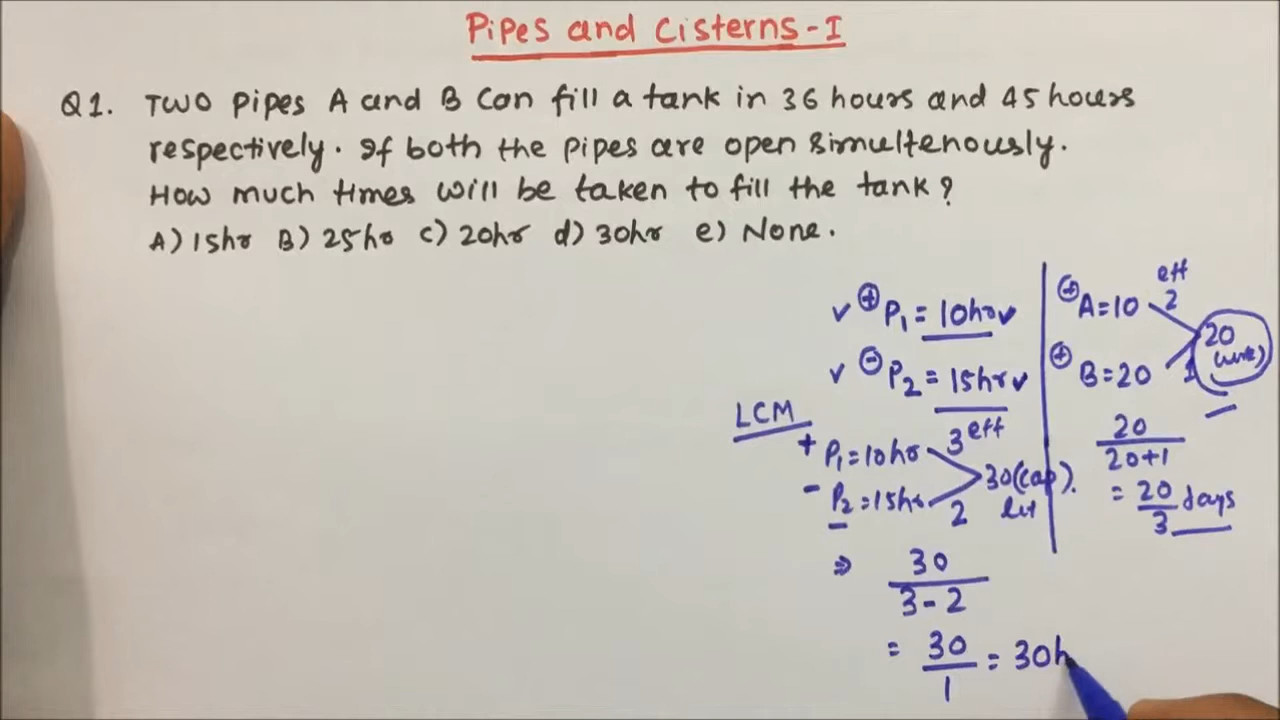 Pipes and Cisterns-I
Q1. Two pipes A and B Can fill a tank in 36 hours and 45 hours
respectively. If both the pipes are open simultenously.
How much times will be taken to fill the tank?
A) 15hr B) 25hr c) 20hr d) 30hr e) None.
✓ ⊕ P₁ = 10hr ✓
✓ ⊖ P₂ = 15hr ✓
LCM
+ P₁ = 10hr 3 eff
30(cap).
lit
- P₂ = 15hr 2
⇒ 30
3-2
= 30
1
= 30h
eff
⊕ A=10 2
20
⊕ B=20 1
20
20+1
= 20
3
days